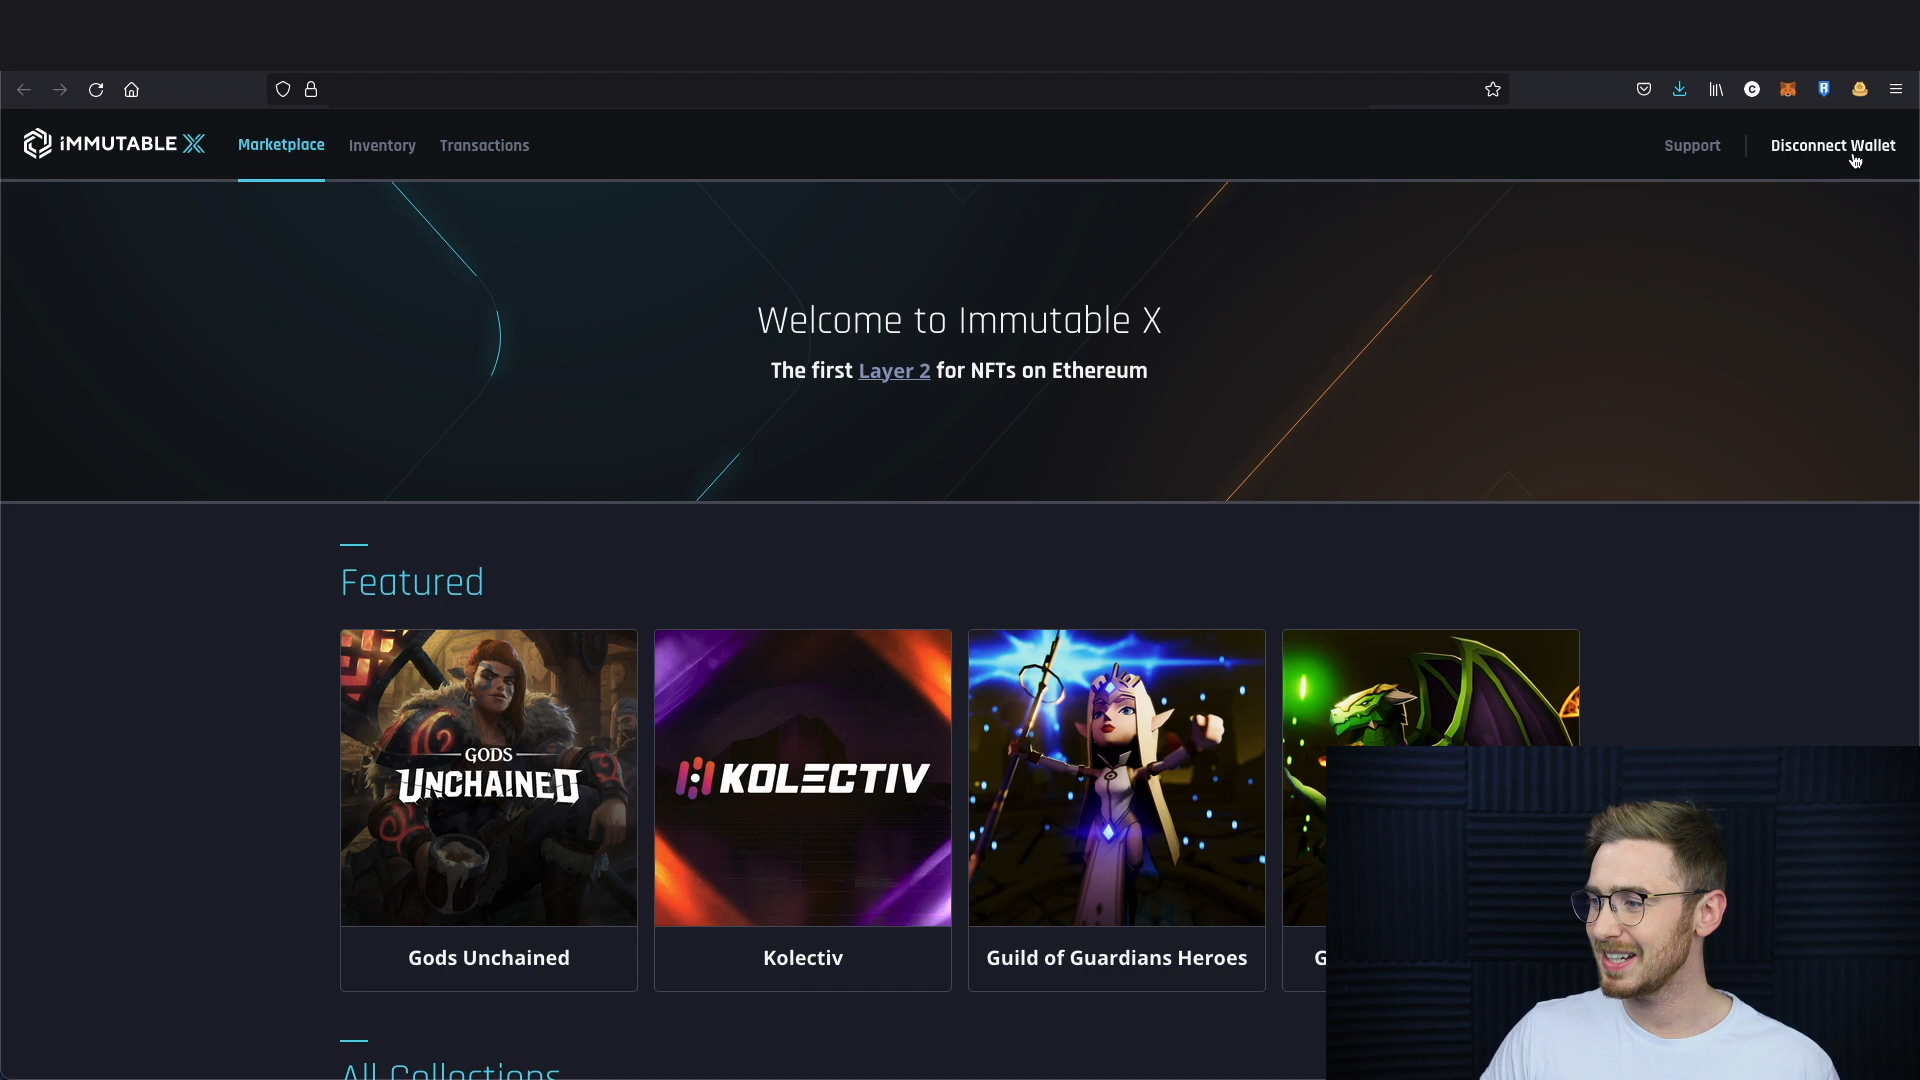 iMMUTABLE X
Marketplace
Inventory
Transactions
Support
Disconnect Wallet
Welcome to Immutable X
The first Layer 2 for NFTs on Ethereum
Featured
GODS
UNCHAINED
KOLECTIV
Gods Unchained
Kolectiv
Guild of Guardians Heroes
G
All Collections